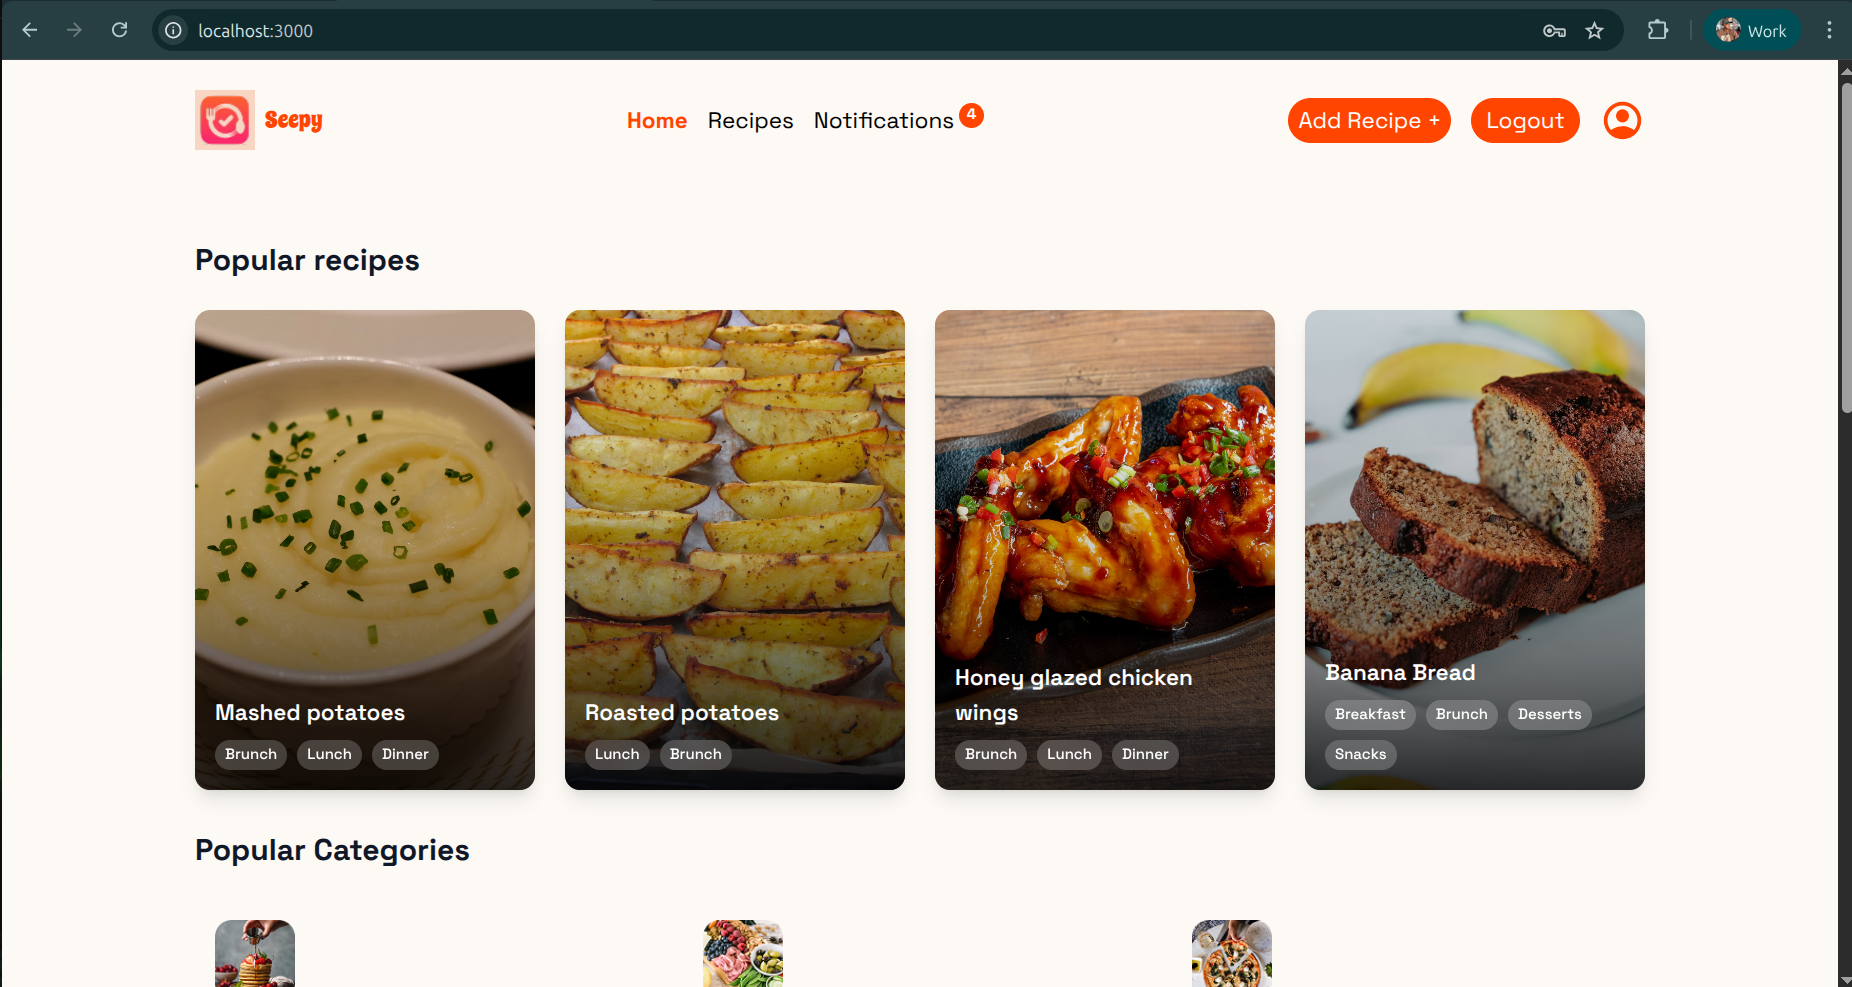 localhost:3000
Work
Seepy
Home
Recipes
Notifications
4
Add Recipe +
Logout
Popular recipes
Mashed potatoes
Brunch
Lunch
Dinner
Roasted potatoes
Lunch
Brunch
Honey glazed chicken
wings
Brunch
Lunch
Dinner
Banana Bread
Breakfast
Brunch
Desserts
Snacks
Popular Categories